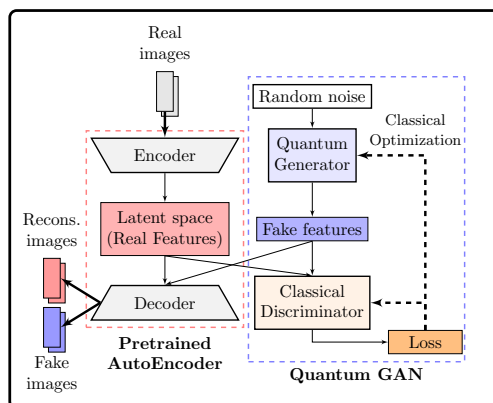 Real
images
Random noise
Classical
Optimization
Encoder
Quantum
Generator
Recons.
images
Latent space
(Real Features)
Fake features
Decoder
Classical
Discriminator
Fake
images
Pretrained
AutoEncoder
Loss
Quantum GAN